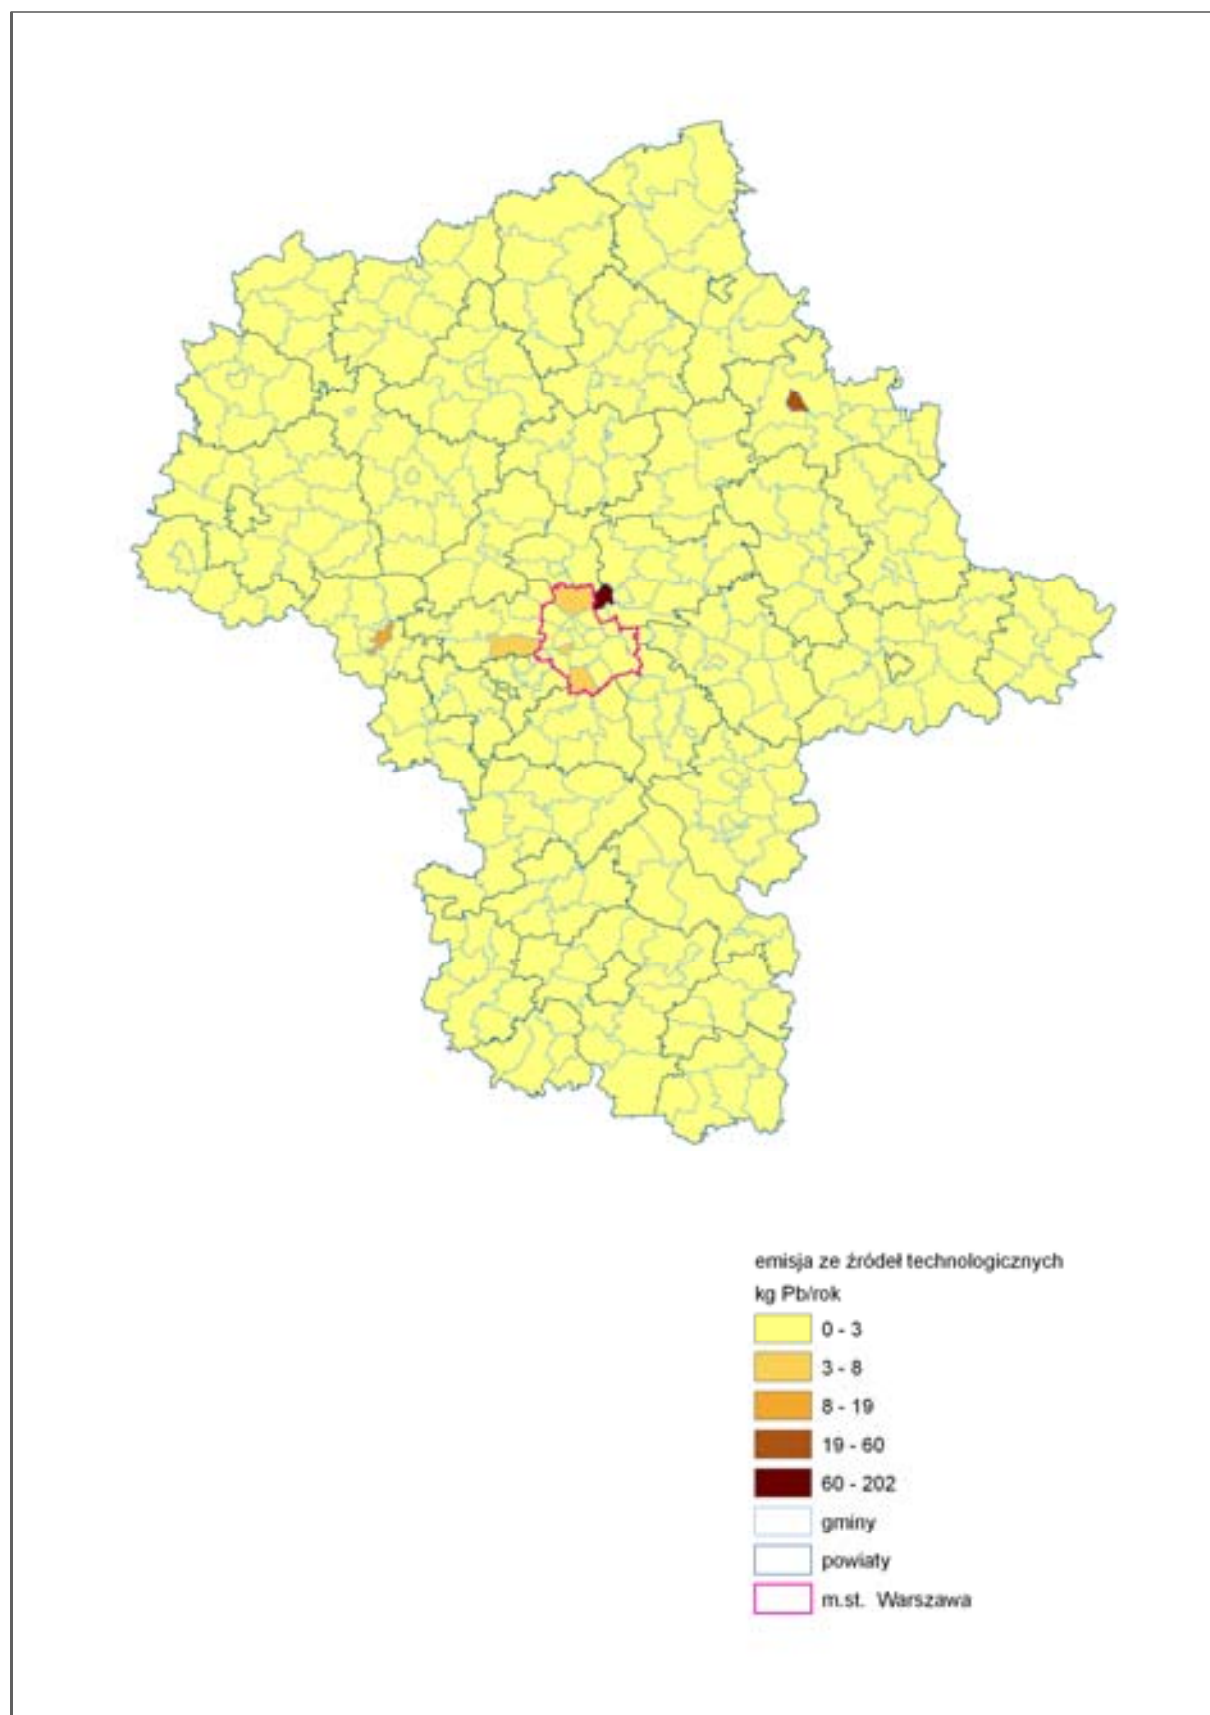 emisja ze źródeł technologicznych
kg Pb/rok
0 - 3
3 - 8
8 - 19
19 - 60
60 - 202
gminy
powiaty
m.st. Warszawa